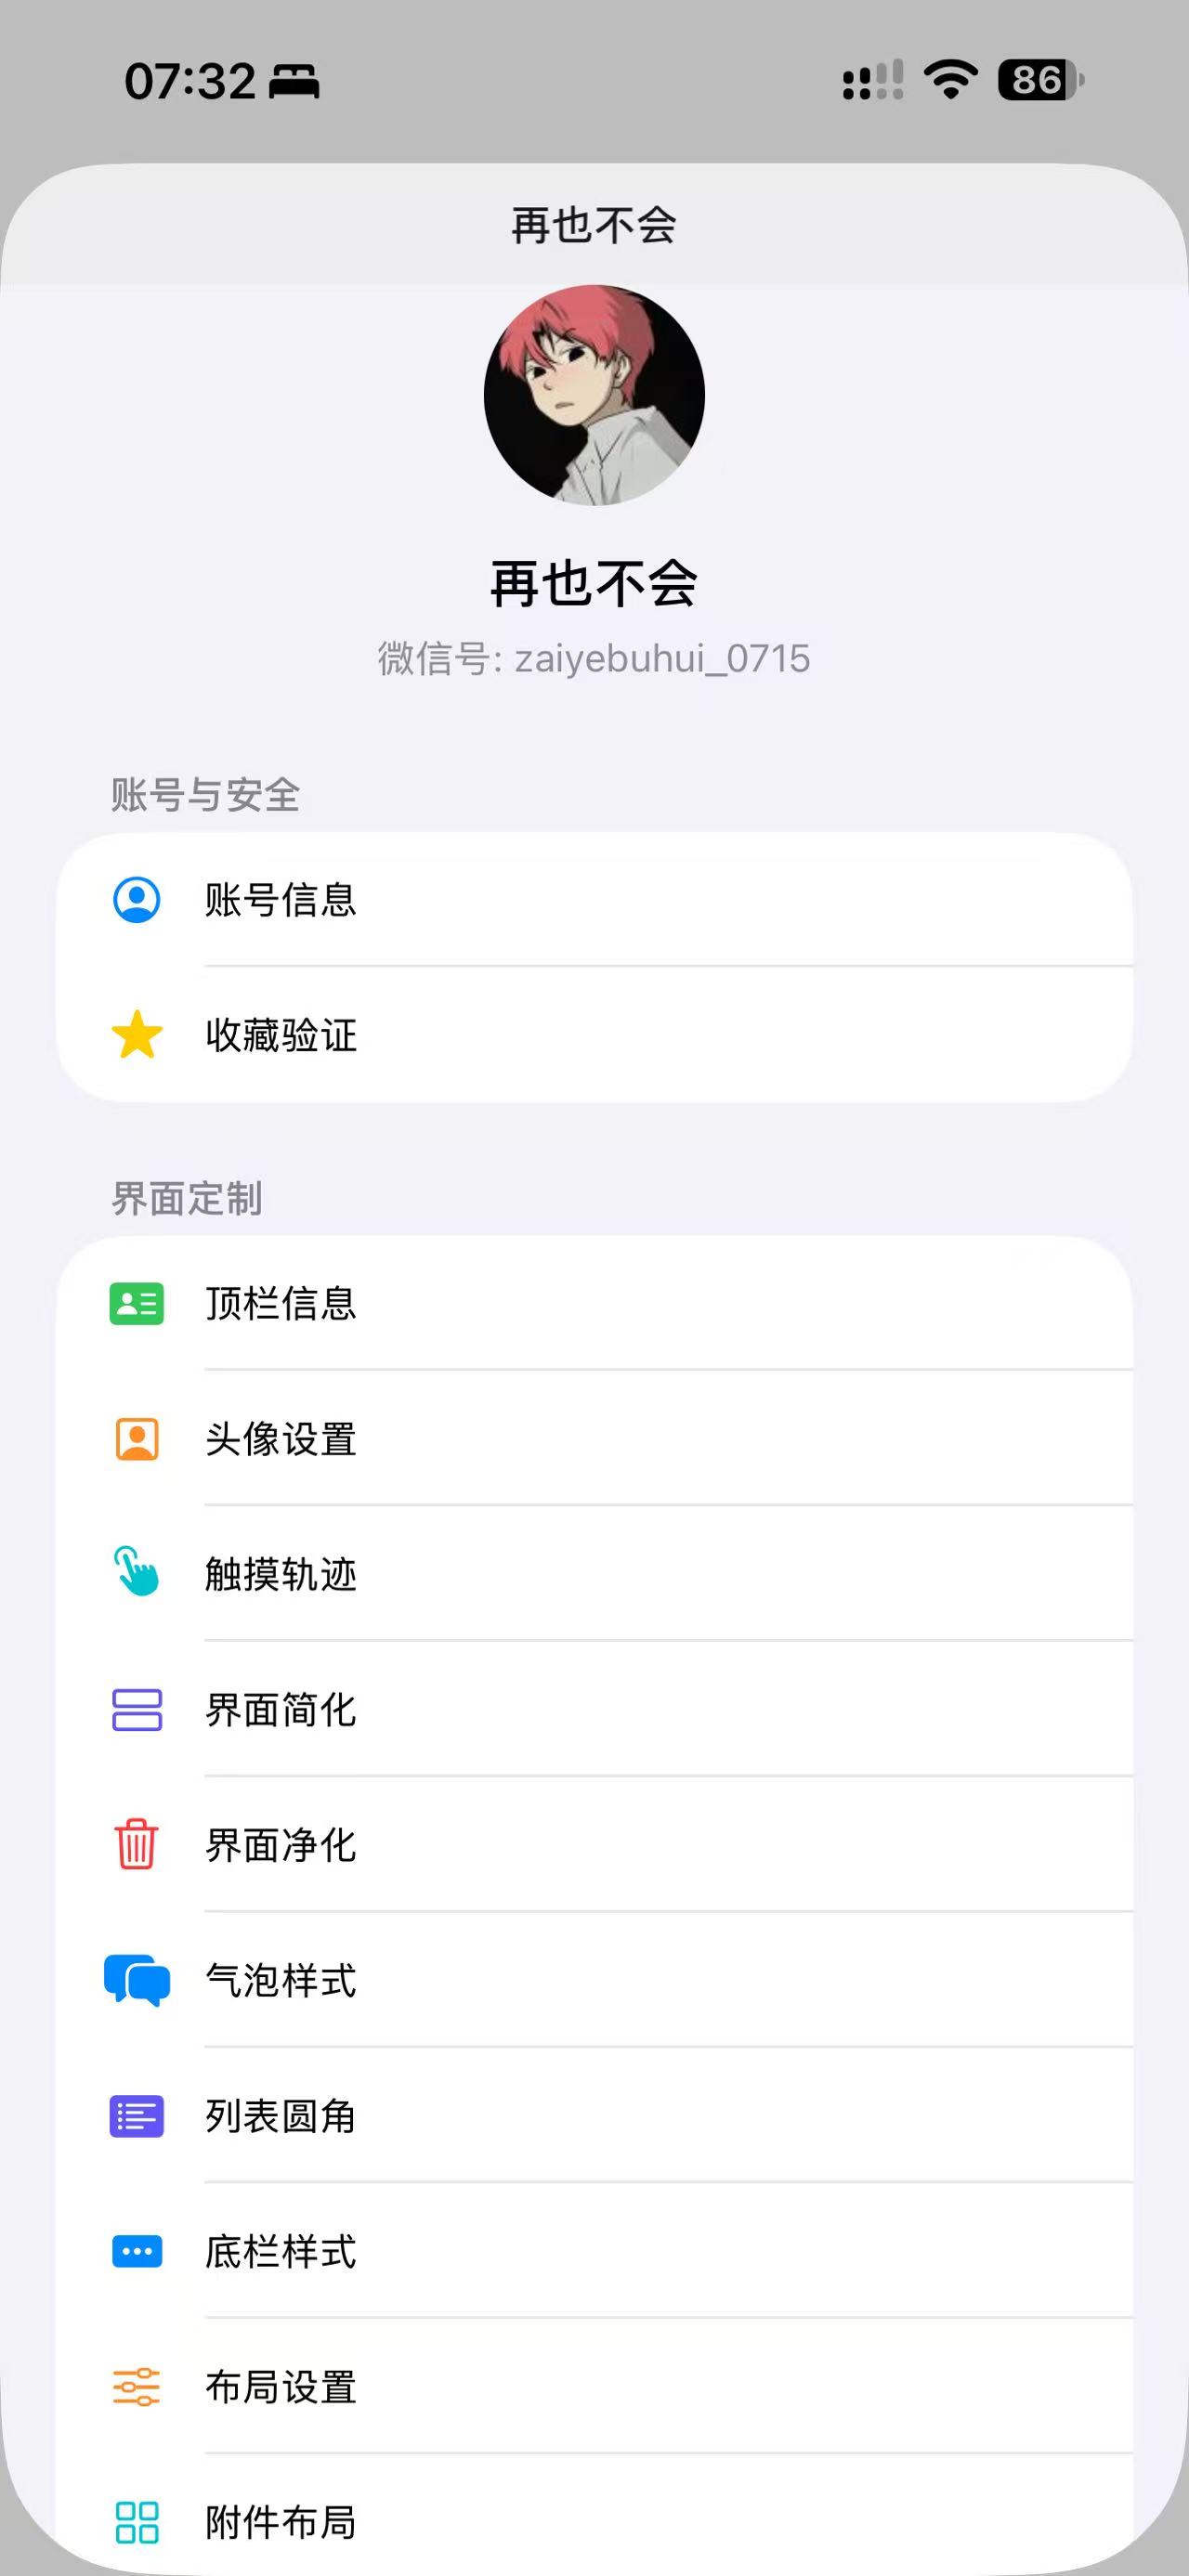 07:32
86
再也不会
再也不会
微信号: zaiyebuhui_0715
账号与安全
账号信息
收藏验证
界面定制
顶栏信息
头像设置
触摸轨迹
界面简化
界面净化
气泡样式
列表圆角
底栏样式
布局设置
附件布局